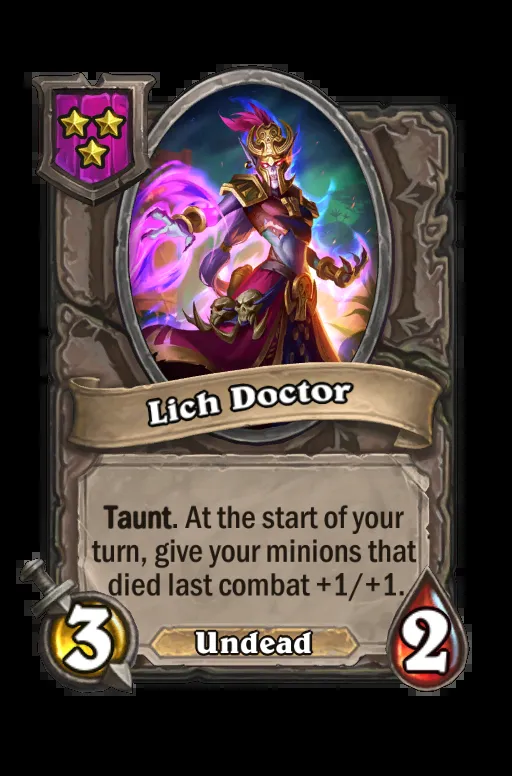 Lich Doctor
Taunt. At the start of your
turn, give your minions that
died last combat +1/+1.
3
Undead
2